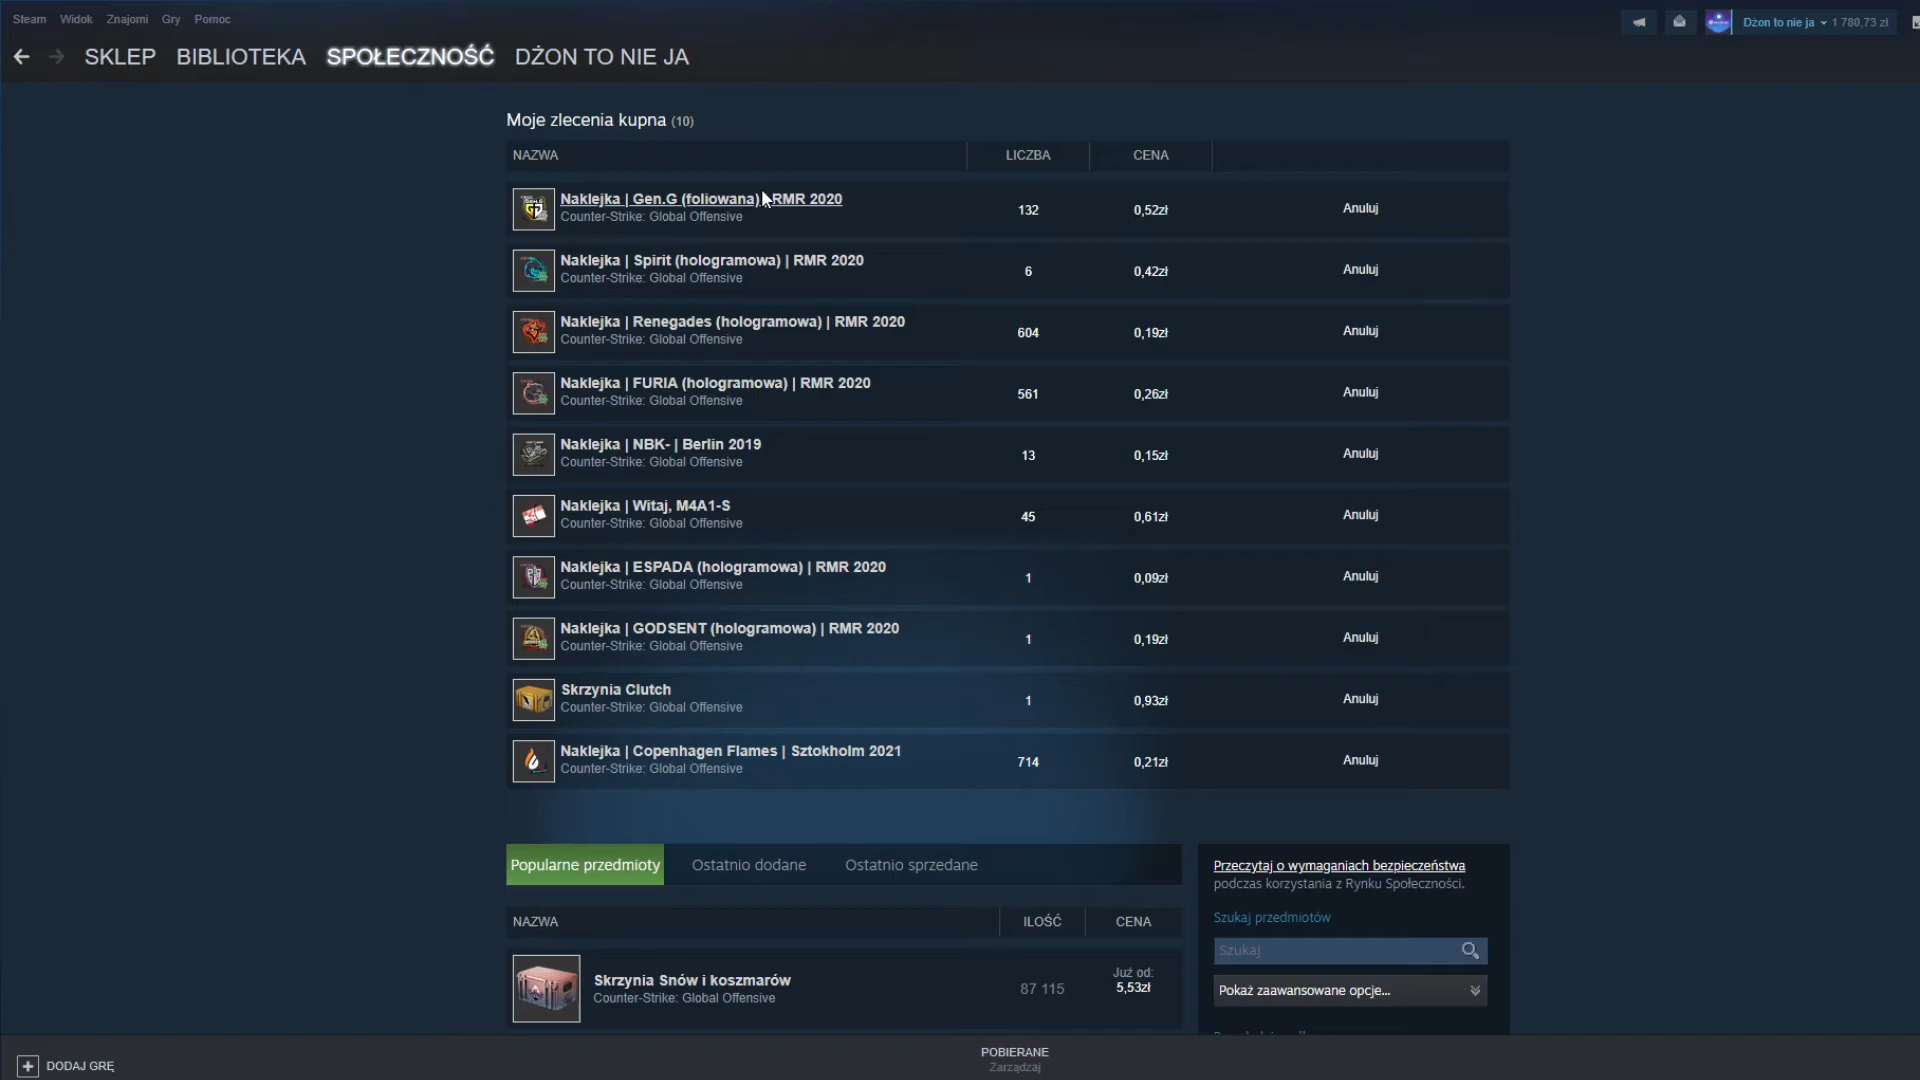 Steam Widok Znajomi Gry Pomoc
Dżon to nie ja 1 780,73 zł
SKLEP BIBLIOTEKA SPOŁECZNOŚĆ DŻON TO NIE JA
Moje zlecenia kupna (10)
NAZWA LICZBA CENA
Naklejka | Gen.G (foliowana) | RMR 2020
Counter-Strike: Global Offensive
132 0,52zł Anuluj
Naklejka | Spirit (hologramowa) | RMR 2020
Counter-Strike: Global Offensive
6 0,42zł Anuluj
Naklejka | Renegades (hologramowa) | RMR 2020
Counter-Strike: Global Offensive
604 0,19zł Anuluj
Naklejka | FURIA (hologramowa) | RMR 2020
Counter-Strike: Global Offensive
561 0,26zł Anuluj
Naklejka | NBK- | Berlin 2019
Counter-Strike: Global Offensive
13 0,15zł Anuluj
Naklejka | Witaj, M4A1-S
Counter-Strike: Global Offensive
45 0,61zł Anuluj
Naklejka | ESPADA (hologramowa) | RMR 2020
Counter-Strike: Global Offensive
1 0,09zł Anuluj
Naklejka | GODSENT (hologramowa) | RMR 2020
Counter-Strike: Global Offensive
1 0,19zł Anuluj
Skrzynia Clutch
Counter-Strike: Global Offensive
1 0,93zł Anuluj
Naklejka | Copenhagen Flames | Sztokholm 2021
Counter-Strike: Global Offensive
714 0,21zł Anuluj
Popularne przedmioty Ostatnio dodane Ostatnio sprzedane
NAZWA ILOŚĆ CENA
Skrzynia Snów i koszmarów
Counter-Strike: Global Offensive
87 115
Już od:
5,53zł
Przeczytaj o wymaganiach bezpieczeństwa
podczas korzystania z Rynku Społeczności.
Szukaj przedmiotów
Szukaj
Pokaż zaawansowane opcje...
DODAJ GRĘ
POBIERANE
Zarządzaj